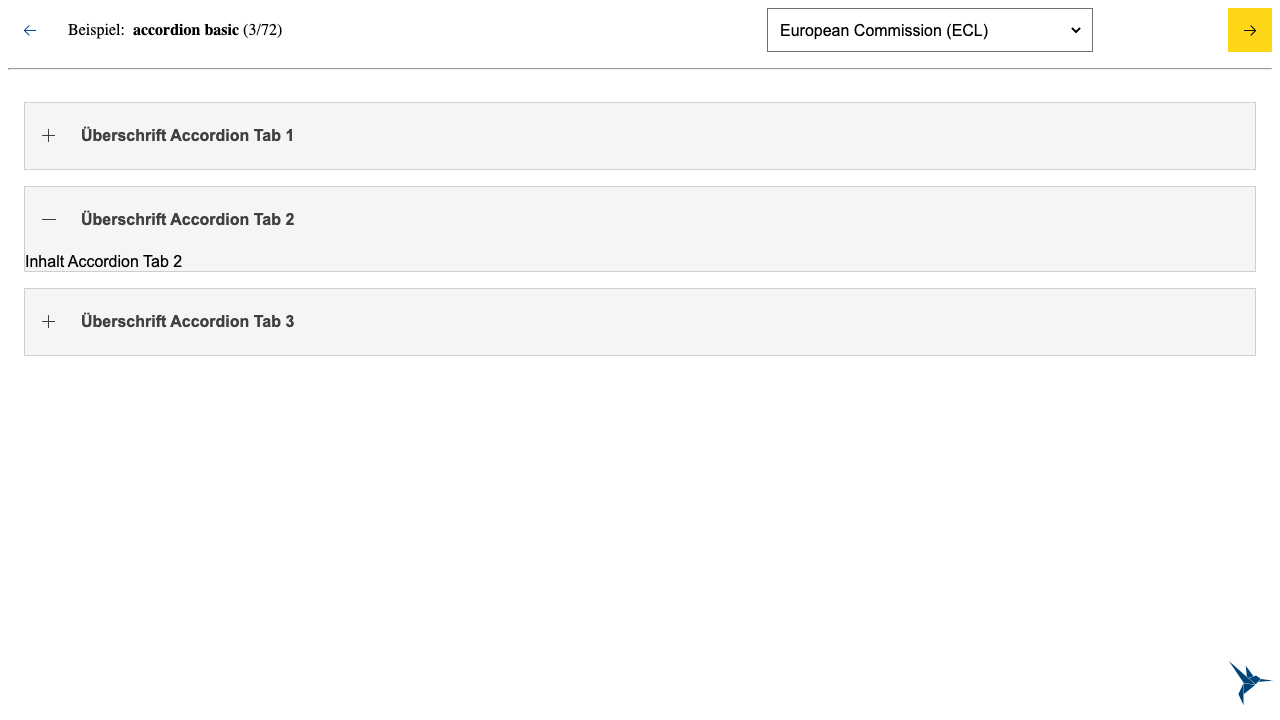 Beispiel: accordion basic (3/72)
European Commission (ECL)
Überschrift Accordion Tab 1
Überschrift Accordion Tab 2
Inhalt Accordion Tab 2
Überschrift Accordion Tab 3